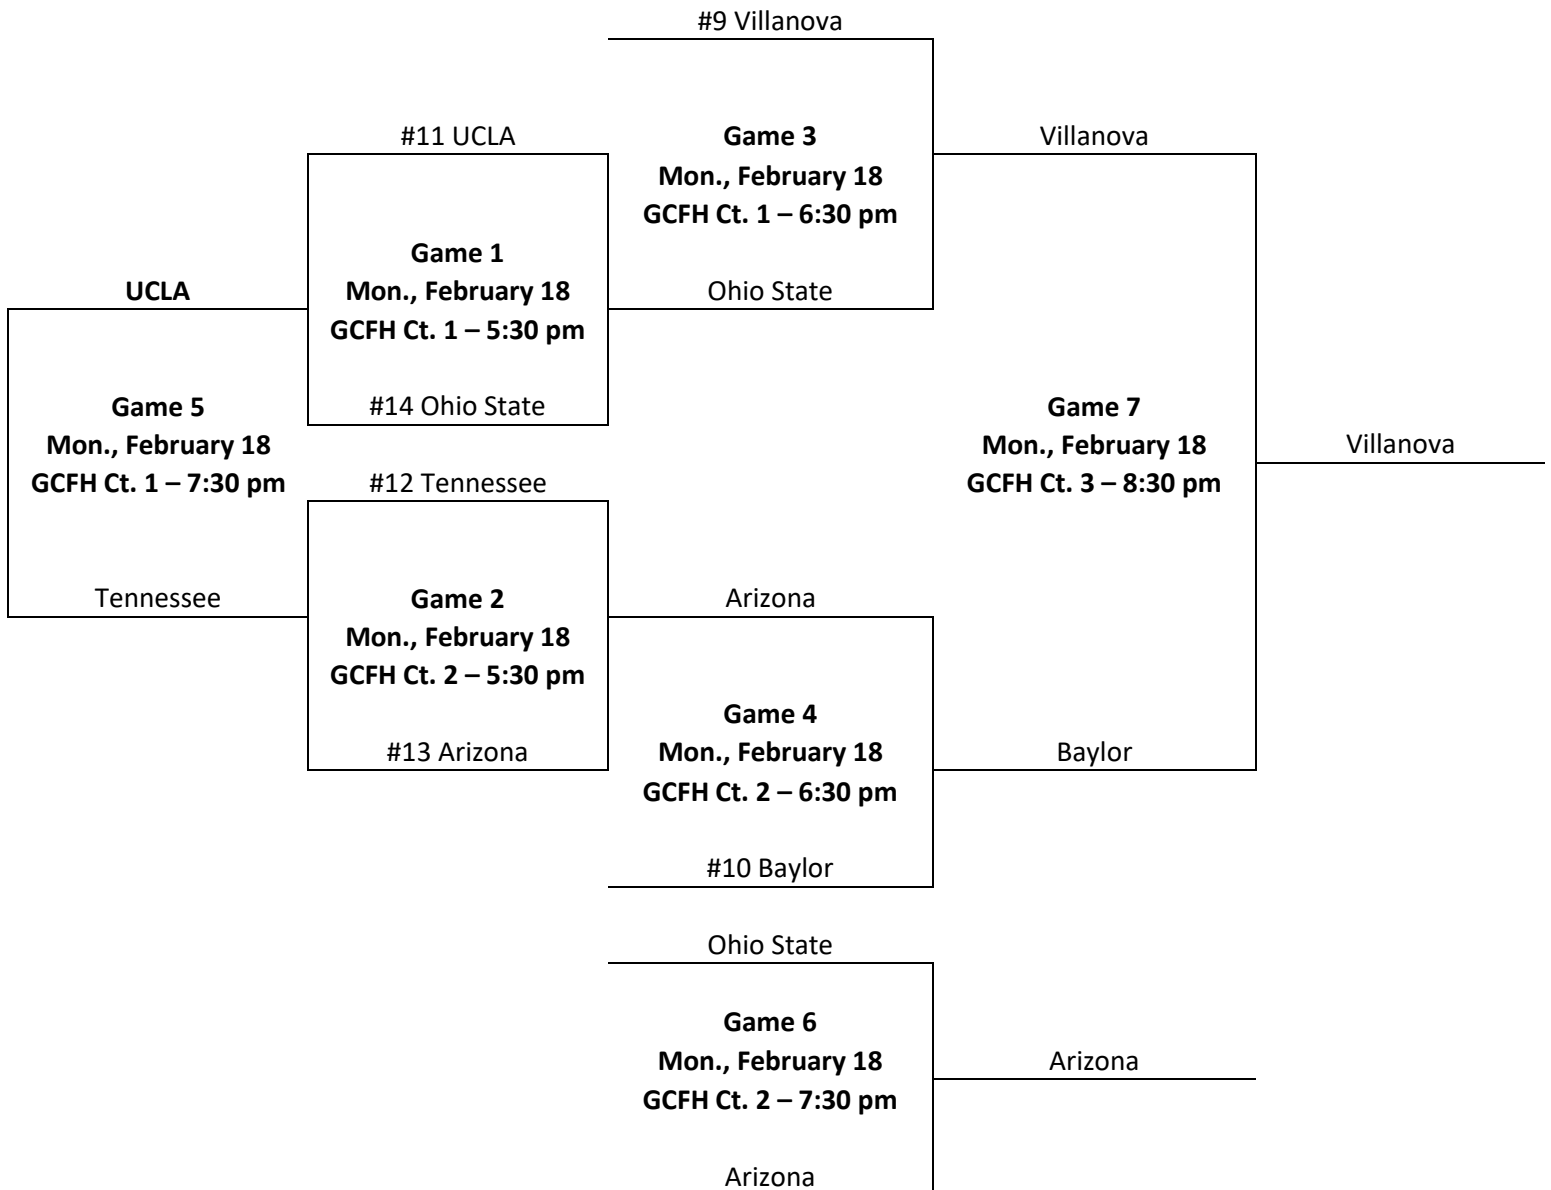 #9 Villanova
#11 UCLA
Game 3
Mon., February 18
GCFH Ct. 1 – 6:30 pm
Villanova
Game 1
Mon., February 18
GCFH Ct. 1 – 5:30 pm
UCLA
Ohio State
#14 Ohio State
Game 5
Mon., February 18
GCFH Ct. 1 – 7:30 pm
Game 7
Mon., February 18
GCFH Ct. 3 – 8:30 pm
Villanova
#12 Tennessee
Tennessee
Game 2
Mon., February 18
GCFH Ct. 2 – 5:30 pm
Arizona
#13 Arizona
Game 4
Mon., February 18
GCFH Ct. 2 – 6:30 pm
Baylor
#10 Baylor
Ohio State
Game 6
Mon., February 18
GCFH Ct. 2 – 7:30 pm
Arizona
Arizona